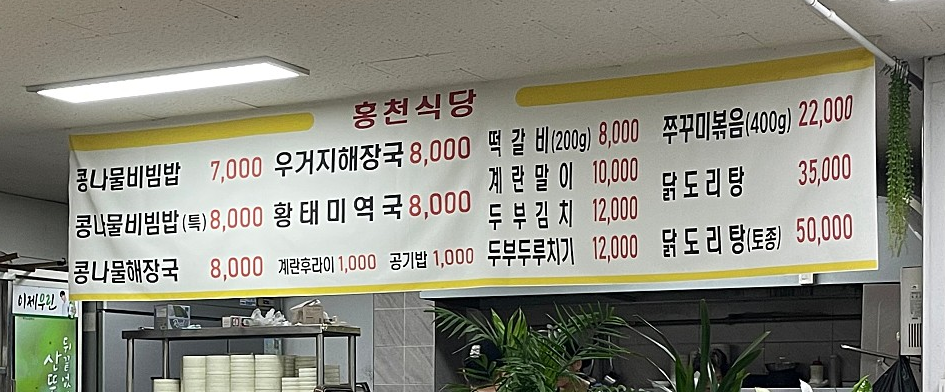 홍천식당
콩나물비빔밥 7,000
콩나물비빔밥(특) 8,000
콩나물해장국 8,000
우거지해장국 8,000
황태미역국 8,000
계란후라이 1,000 공기밥 1,000
떡갈비(200g) 8,000
계란말이 10,000
두부김치 12,000
두부두루치기 12,000
쭈꾸미볶음(400g) 22,000
닭도리탕 35,000
닭도리탕(토종) 50,000
이제우린